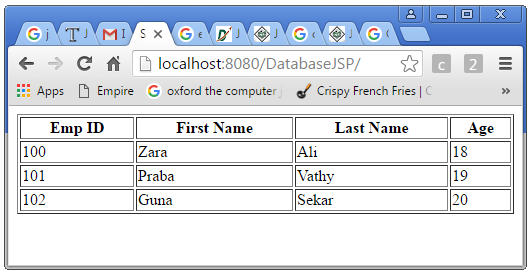 j J I S e J J c J C
localhost:8080/DatabaseJSP/
c 2
Apps Empire oxford the computer j Crispy French Fries | C »
Emp ID First Name Last Name Age
100 Zara Ali 18
101 Praba Vathy 19
102 Guna Sekar 20